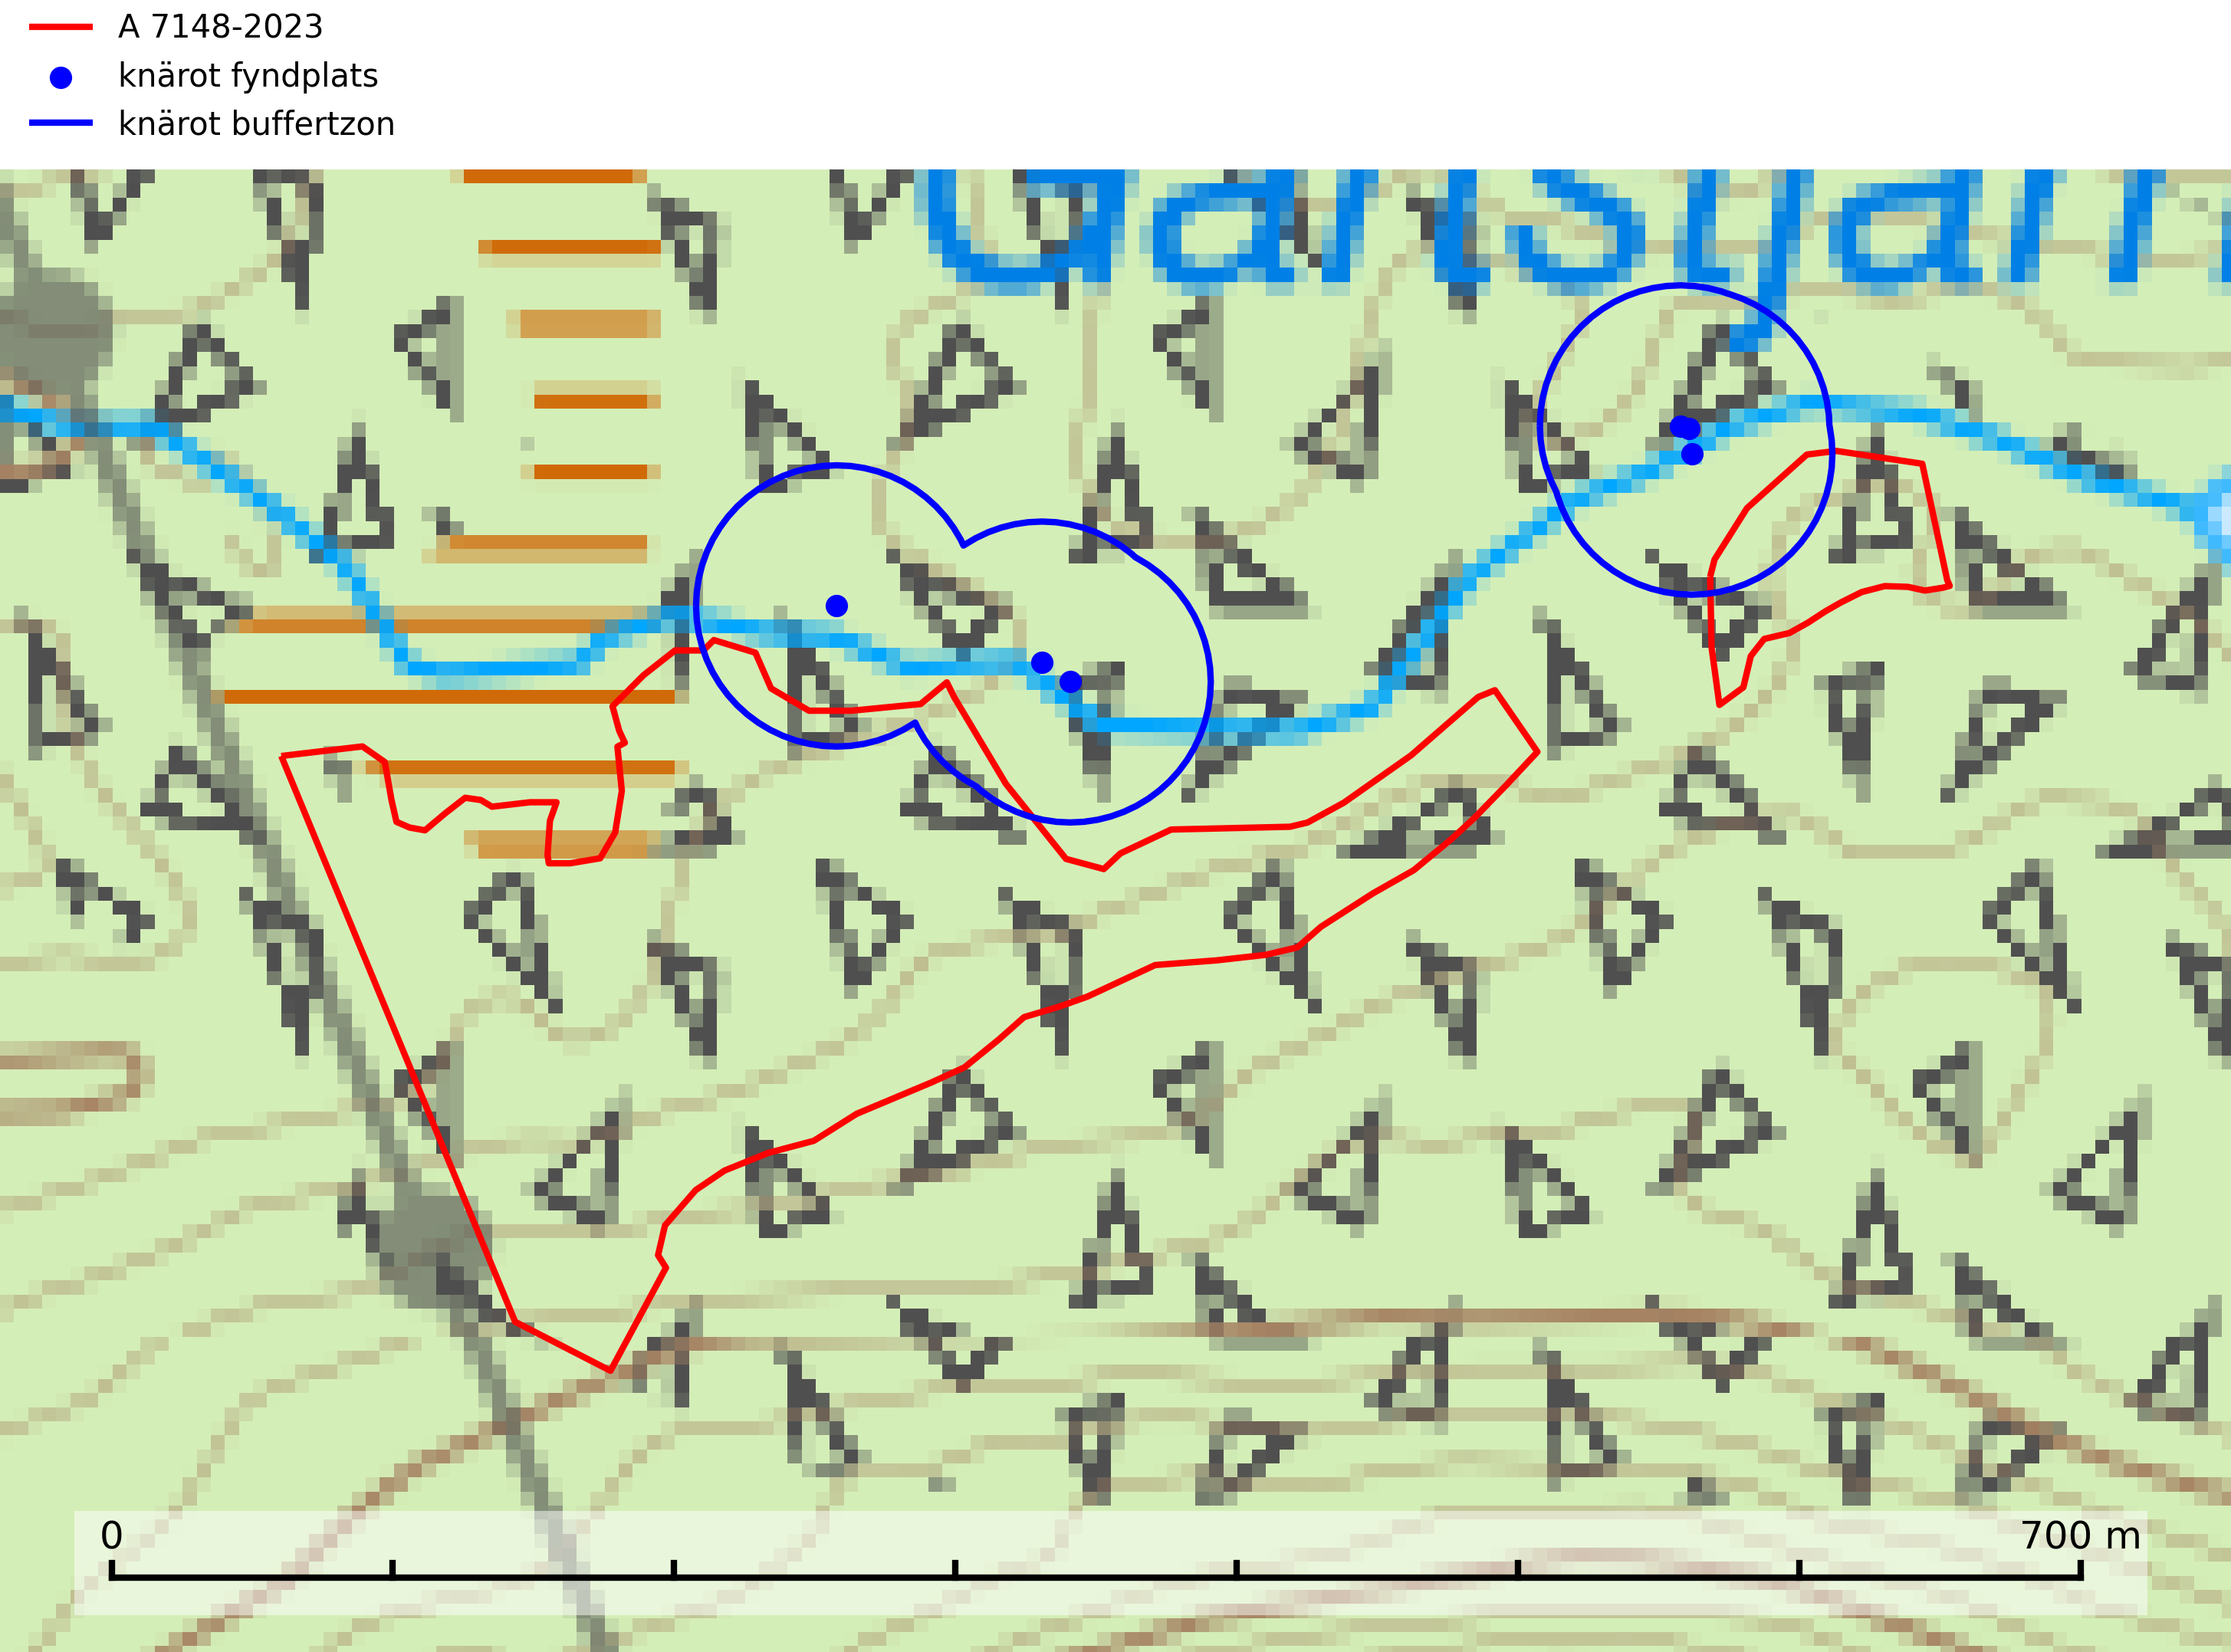 A 7148-2023
knärot fyndplats
knärot buffertzon
0
700 m